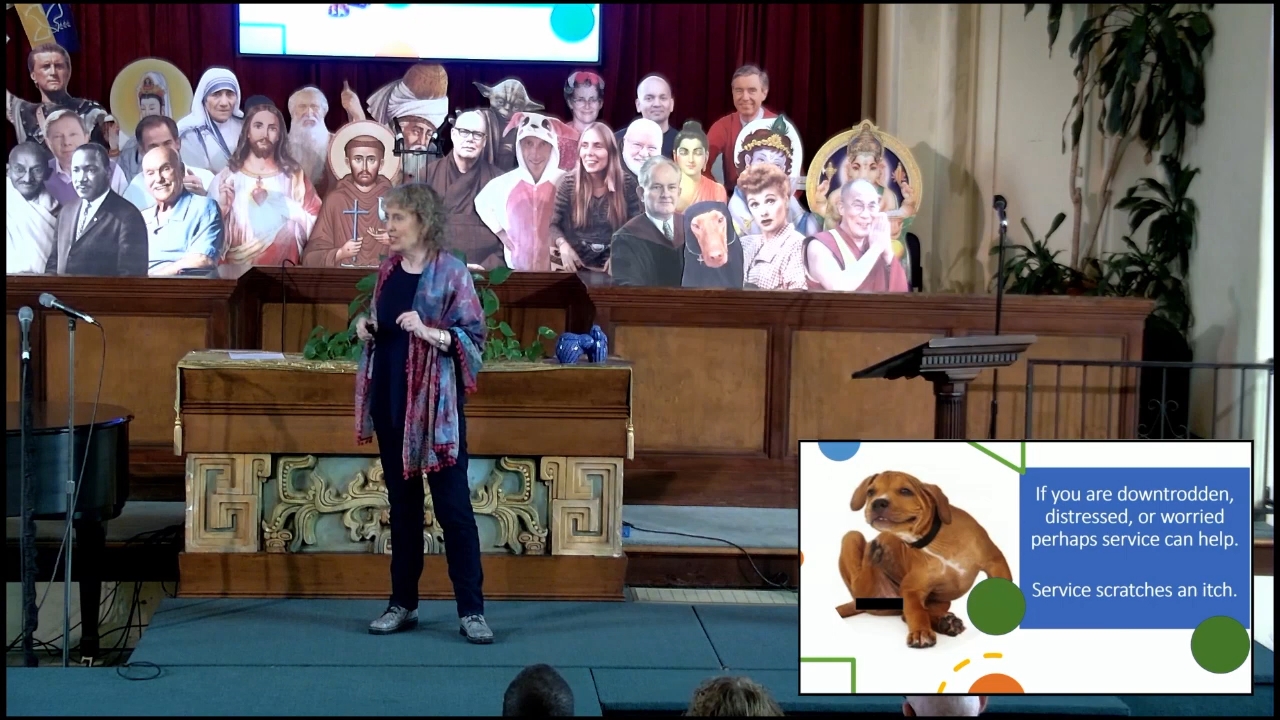 If you are downtrodden,
distressed, or worried
perhaps service can help.
Service scratches an itch.